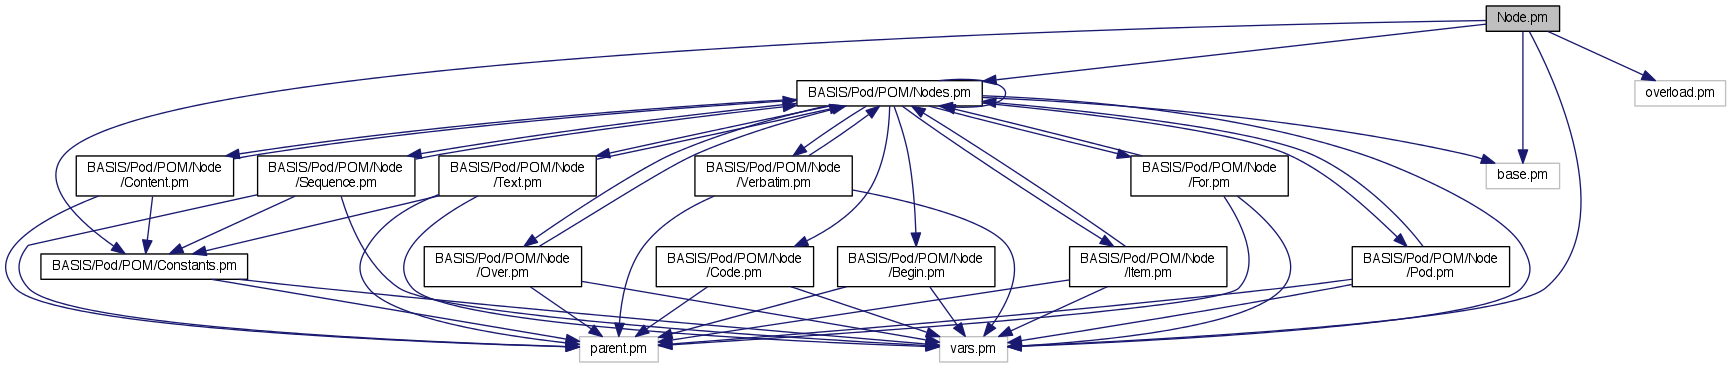 Node.pm
BASIS/Pod/POM/Nodes.pm
overload.pm
BASIS/Pod/POM/Node
/Content.pm
BASIS/Pod/POM/Node
/Sequence.pm
BASIS/Pod/POM/Node
/Text.pm
BASIS/Pod/POM/Node
/Verbatim.pm
BASIS/Pod/POM/Node
/For.pm
base.pm
BASIS/Pod/POM/Constants.pm
BASIS/Pod/POM/Node
/Over.pm
BASIS/Pod/POM/Node
/Code.pm
BASIS/Pod/POM/Node
/Begin.pm
BASIS/Pod/POM/Node
/Item.pm
BASIS/Pod/POM/Node
/Pod.pm
parent.pm
vars.pm